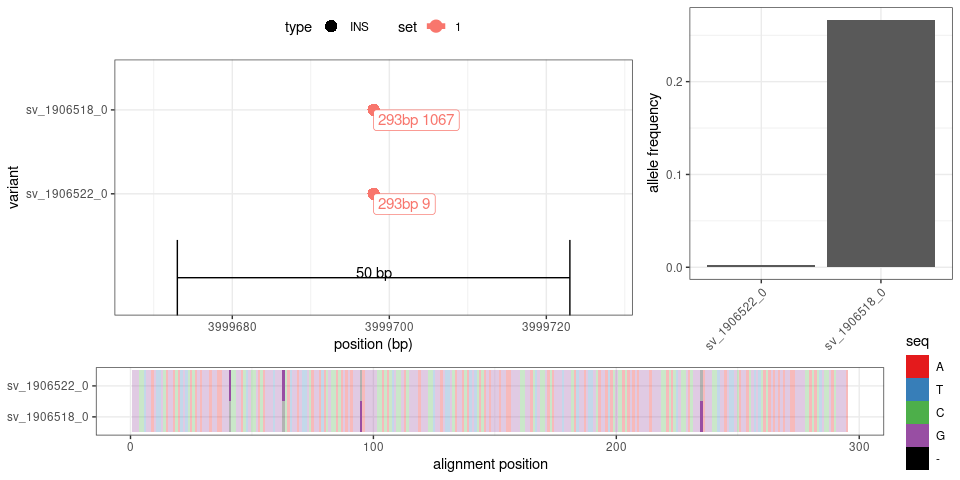 type INS set 1
variant
sv_1906518_0
293bp 1067
sv_1906522_0
293bp 9
50 bp
3999680 3999700 3999720
position (bp)
allele frequency
0.2
0.1
0.0
sv_1906522_0 sv_1906518_0
sv_1906522_0
sv_1906518_0
0 100 200 300
alignment position
seq
A
T
C
G
-